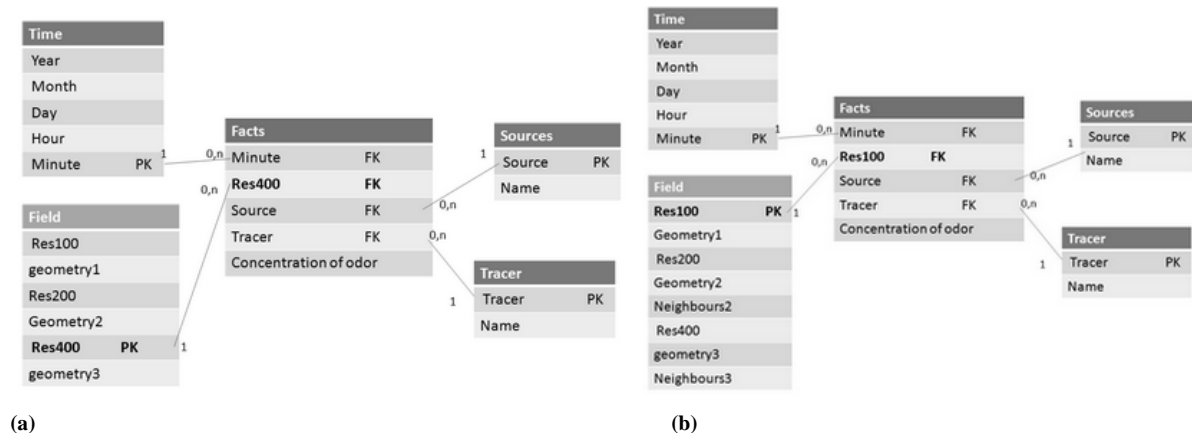 Time
Year
Month
Day
Hour
Minute PK
1
0,n
Facts
Minute FK
Res400 FK
Source FK
Tracer FK
Concentration of odor
0,n
0,n
0,n
Sources
Source PK
Name
1
Field
Res100
geometry1
Res200
Geometry2
Res400 PK
geometry3
1
Tracer
Tracer PK
Name
1
(a)
Time
Year
Month
Day
Hour
Minute PK
1
0,n
Facts
Minute FK
Res100 FK
Source FK
Tracer FK
Concentration of odor
0,n
0,n
0,n
Sources
Source PK
Name
1
Field
Res100 PK
Geometry1
Res200
Geometry2
Neighbours2
Res400
geometry3
Neighbours3
1
Tracer
Tracer PK
Name
1
(b)